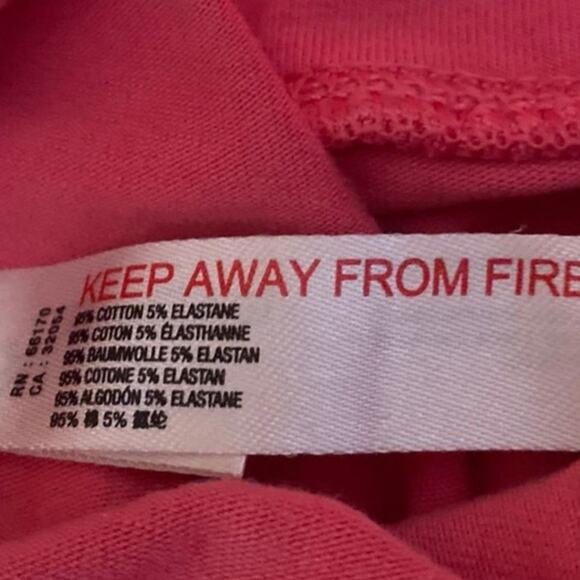 KEEP AWAY FROM FIRE
95% COTTON 5% ELASTANE
95% COTON 5% ÉLASTHANNE
95% BAUMWOLLE 5% ELASTAN
95% COTONE 5% ELASTAN
95% ALGODÓN 5% ELASTANE
95% 棉 5% 氨纶
RN : 66170
CA : 32054